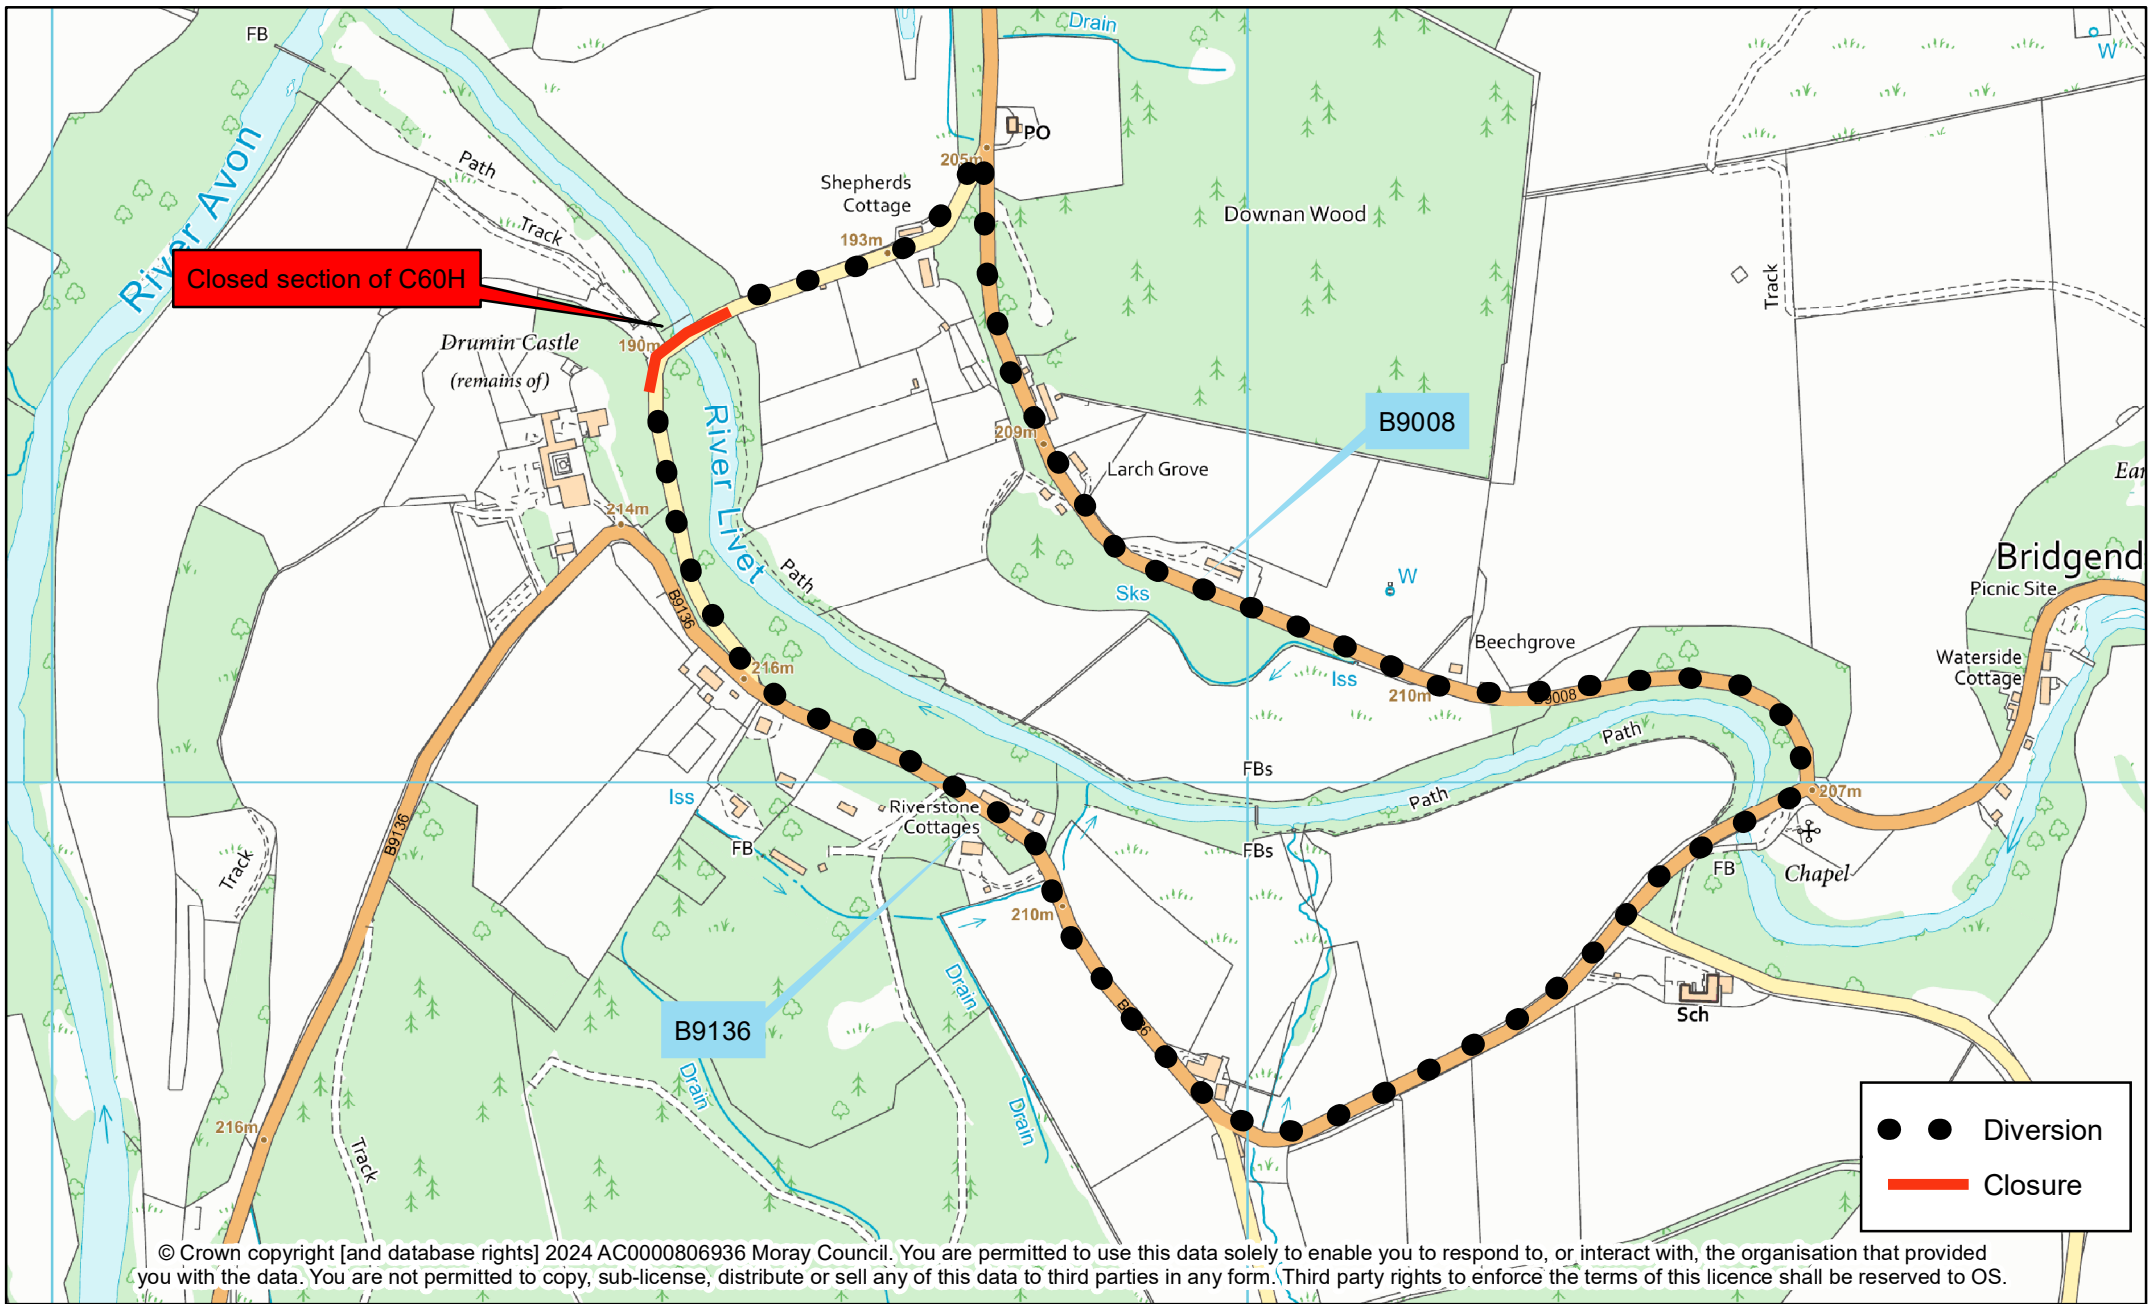 FB
Drain
W
River Avon
PO
Path
205m
Shepherds
Cottage
Downan Wood
Track
193m
Closed section of C60H
Track
190m
Drumin Castle
(remains of)
B9008
209m
River Livet
Larch Grove
Ear
214m
Bridgend
Path
W
Picnic Site
Sks
B9136
Beechgrove
216m
Waterside
Cottage
Iss
210m
B9008
Path
FBs
207m
Iss
Path
Riverstone
Cottages
B9136
FB
FBs
Track
FB
Chapel
210m
Drain
Sch
B9136
Drain
Drain
216m
Track
Diversion
Closure
© Crown copyright [and database rights] 2024 AC0000806936 Moray Council. You are permitted to use this data solely to enable you to respond to, or interact with, the organisation that provided
you with the data. You are not permitted to copy, sub-license, distribute or sell any of this data to third parties in any form. Third party rights to enforce the terms of this licence shall be reserved to OS.